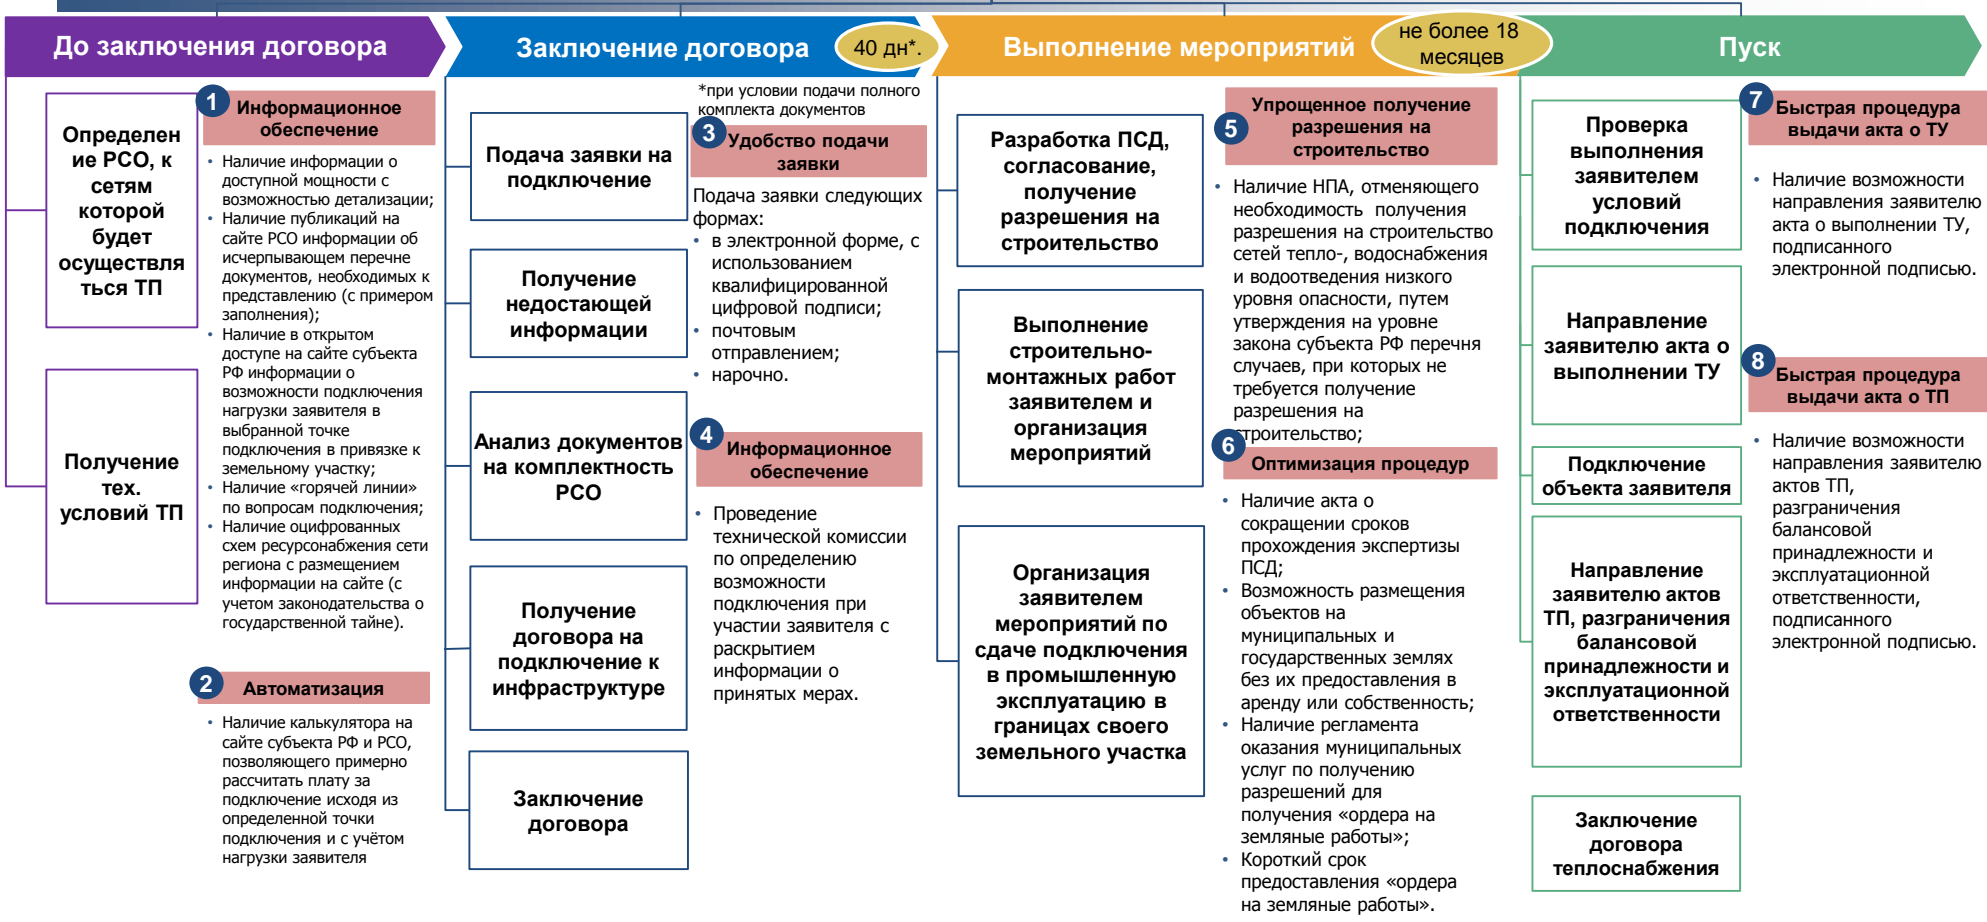 До заключения договора
Определен
ие РСО, к
сетям
которой
будет
осуществля
ться ТП
Получение
тех.
условий ТП
1
Информационное
обеспечение
• Наличие информации о
доступной мощности с
возможностью детализации;
• Наличие публикаций на
сайте РСО информации об
исчерпывающем перечне
документов, необходимых к
представлению (с примером
заполнения);
• Наличие в открытом
доступе на сайте субъекта
РФ информации о
возможности подключения
нагрузки заявителя в
выбранной точке
подключения в привязке к
земельному участку;
• Наличие «горячей линии»
по вопросам подключения;
• Наличие оцифрованных
схем ресурсонабжения сети
региона с размещением
информации на сайте (с
учетом законодательства о
государственной тайне).
2
Автоматизация
• Наличие калькулятора на
сайте субъекта РФ и РСО,
позволяющего примерно
рассчитать плату за
подключение исходя из
определенной точки
подключения и с учётом
нагрузки заявителя
Заключение договора
40 дн*.
*при условии подачи полного
комплекта документов
Подача заявки на
подключение
Получение
недостающей
информации
Анализ документов
на комплектность
РСО
Получение
договора на
подключение к
инфраструктуре
Заключение
договора
3
Удобство подачи
заявки
Подача заявки следующих
формах:
• в электронной форме, с
использованием
квалифицированной
цифровой подписи;
• почтовым
отправлением;
• нарочно.
4
Информационное
обеспечение
• Проведение
технической комиссии
по определению
возможности
подключения при
участии заявителя с
раскрытием
информации о
принятых мерах.
Выполнение мероприятий
не более 18
месяцев
Разработка ПСД,
согласование,
получение
разрешения на
строительство
Выполнение
строительно-
монтажных работ
заявителем и
организация
мероприятий
Организация
заявителем
мероприятий по
сдаче подключения
в промышленную
эксплуатацию в
границах своего
земельного участка
5
Упрощенное получение
разрешения на
строительство
• Наличие НПА, отменяющего
необходимость получения
разрешения на строительство
сетей тепло-, водоснабжения
и водоотведения низкого
уровня опасности, путем
утверждения на уровне
закона субъекта РФ перечня
случаев, при которых не
требуется получение
разрешения на
строительство;
6
Оптимизация процедур
• Наличие акта о
сокращении сроков
прохождения экспертизы
ПСД;
• Возможность размещения
объектов на
муниципальных и
государственных землях
без их предоставления в
аренду или собственность;
• Наличие регламента
оказания муниципальных
услуг по получению
разрешений для
получения «ордера на
земляные работы»;
• Короткий срок
предоставления «ордера
на земляные работы».
Пуск
Проверка
выполнения
заявителем
условий
подключения
Направление
заявителю акта о
выполнении ТУ
Подключение
объекта заявителя
Направление
заявителю актов
ТП, разграничения
балансовой
принадлежности и
эксплуатационной
ответственности
Заключение
договора
теплоснабжения
7
Быстрая процедура
выдачи акта о ТУ
• Наличие возможности
направления заявителю
акта о выполнении ТУ,
подписанного
электронной подписью.
8
Быстрая процедура
выдачи акта о ТП
• Наличие возможности
направления заявителю
актов ТП,
разграничения
балансовой
принадлежности и
эксплуатационной
ответственности,
подписанного
электронной подписью.